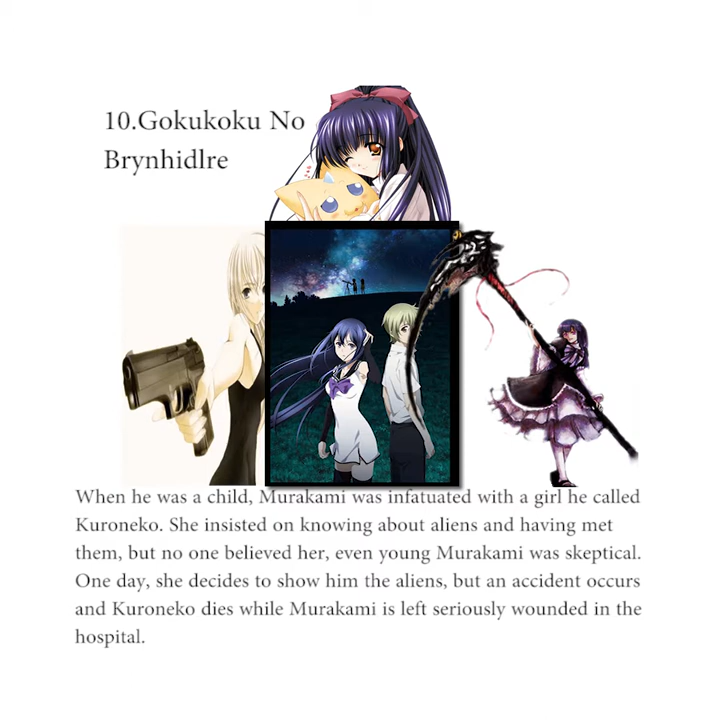 10.Gokukoku No
Brynhidlre
When he was a child, Murakami was infatuated with a girl he called
Kuroneko. She insisted on knowing about aliens and having met
them, but no one believed her, even young Murakami was skeptical.
One day, she decides to show him the aliens, but an accident occurs
and Kuroneko dies while Murakami is left seriously wounded in the
hospital.